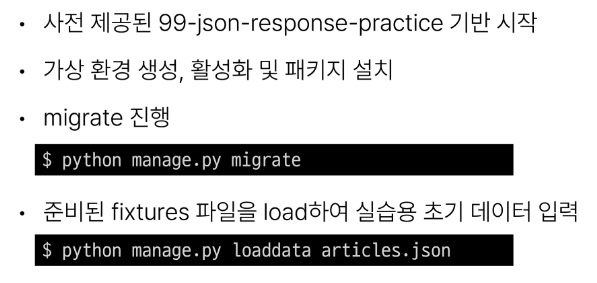 • 사전 제공된 99-json-response-practice 기반 시작
• 가상 환경 생성, 활성화 및 패키지 설치
• migrate 진행
$ python manage.py migrate
• 준비된 fixtures 파일을 load하여 실습용 초기 데이터 입력
$ python manage.py loaddata articles.json